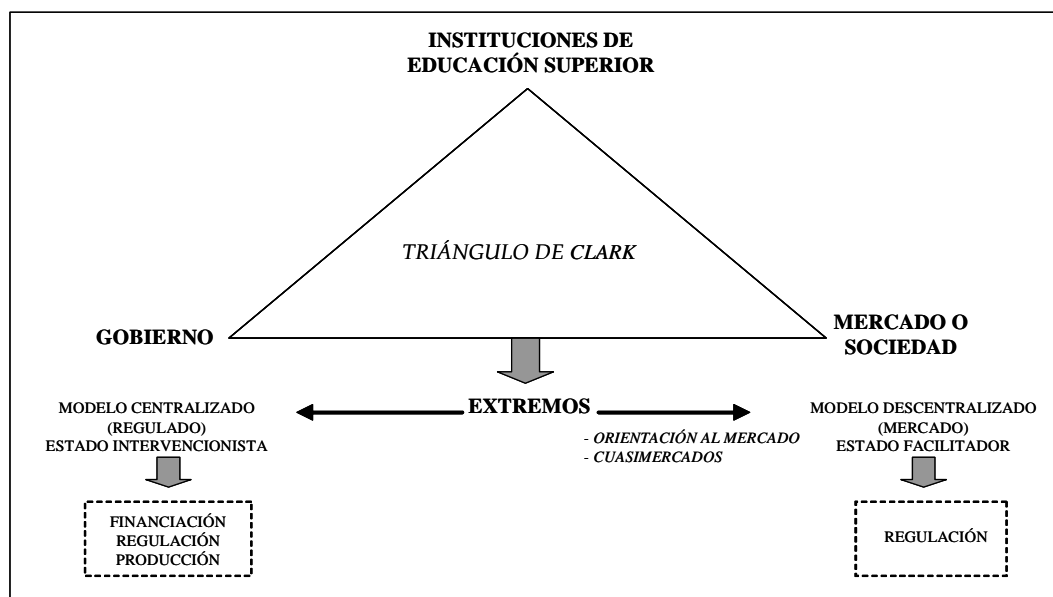 INSTITUCIONES DE
EDUCACIÓN SUPERIOR
TRIÁNGULO DE CLARK
GOBIERNO
MERCADO O
SOCIEDAD
EXTREMOS
MODELO CENTRALIZADO
(REGULADO)
ESTADO INTERVENCIONISTA
- ORIENTACIÓN AL MERCADO
- CUASIMERCADOS
MODELO DESCENTRALIZADO
(MERCADO)
ESTADO FACILITADOR
FINANCIACIÓN
REGULACIÓN
PRODUCCIÓN
REGULACIÓN